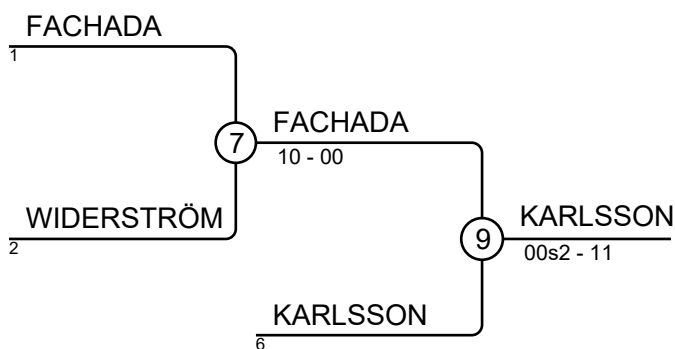 FACHADA
1
7
FACHADA
10 - 00
WIDERSTRÖM
2
9
KARLSSON
00s2 - 11
KARLSSON
6